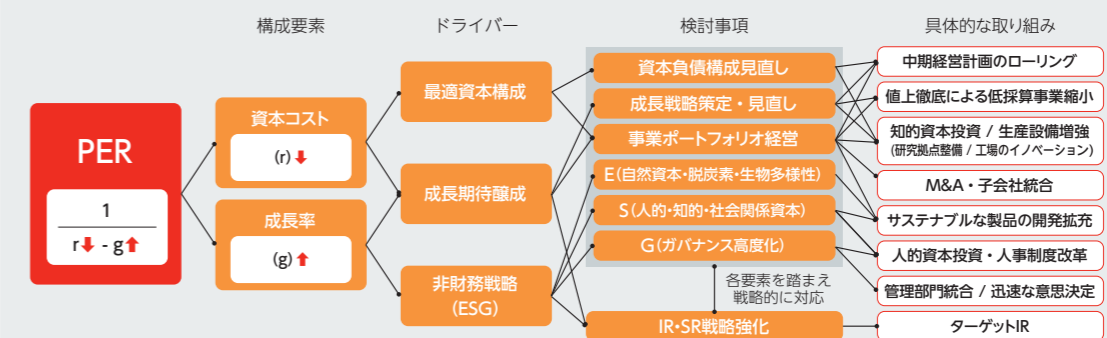 構成要素
ドライバー
検討事項
具体的な取り組み
PER
1
r⬇ - g⬆
資本コスト
(r)⬇
成長率
(g)⬆
最適資本構成
成長期待醸成
非財務戦略
(ESG)
資本負債構成見直し
成長戦略策定・見直し
事業ポートフォリオ経営
E(自然資本・脱炭素・生物多様性)
S(人的・知的・社会関係資本)
G(ガバナンス高度化)
各要素を踏まえ
戦略的に対応
IR・SR戦略強化
中期経営計画のローリング
値上徹底による低採算事業縮小
知的資本投資 / 生産設備増強
(研究拠点整備 / 工場のイノベーション)
M&A・子会社統合
サステナブルな製品の開発拡充
人的資本投資・人事制度改革
管理部門統合 / 迅速な意思決定
ターゲットIR